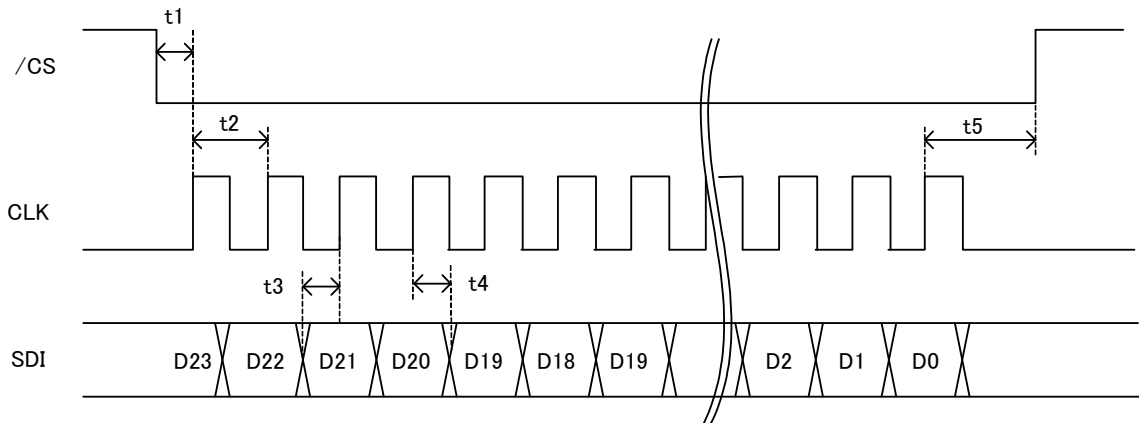 t1
/CS
t2
t5
CLK
t3
t4
SDI
D23 D22 D21 D20 D19 D18 D19 D2 D1 D0